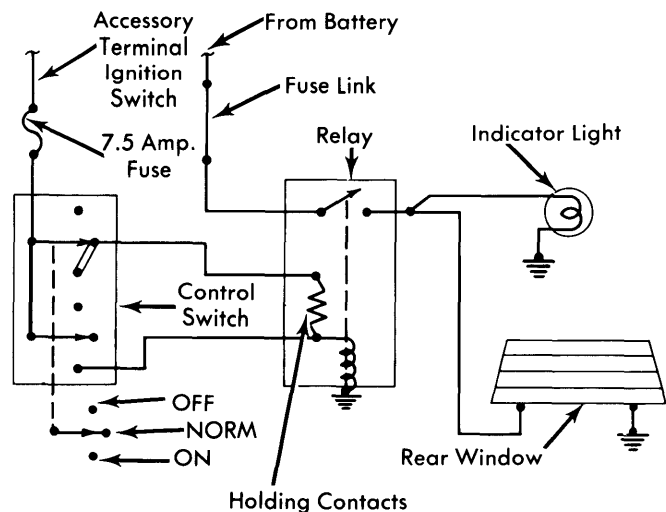 Accessory
Terminal
Ignition
Switch
From Battery
Fuse Link
7.5 Amp.
Fuse
Relay
Indicator Light
Control
Switch
OFF
NORM
ON
Rear Window
Holding Contacts